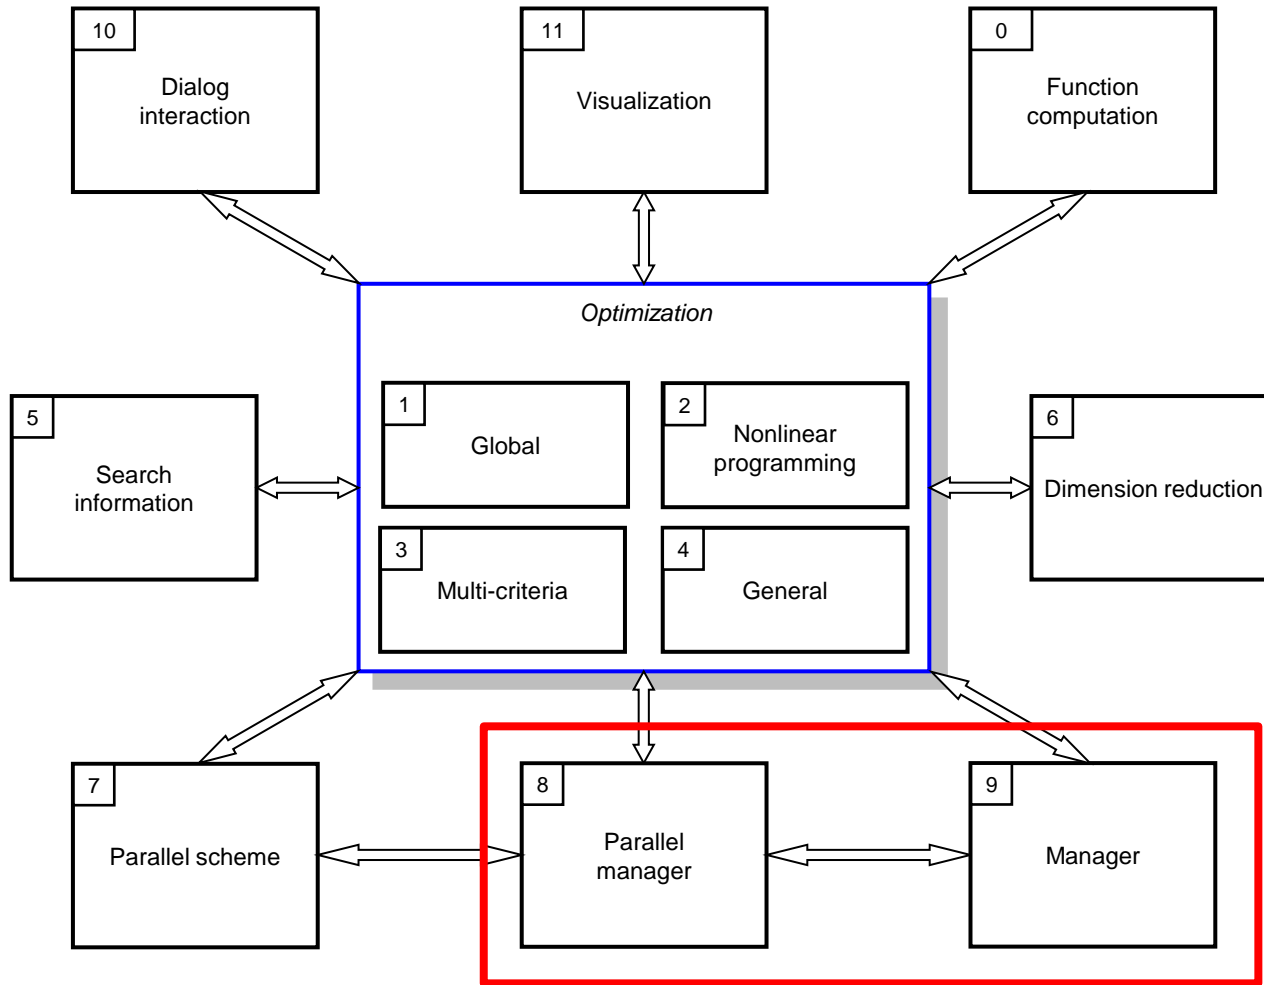 10
Dialog
interaction
11
Visualization
0
Function
computation
Optimization
1
Global
2
Nonlinear
programming
3
Multi-criteria
4
General
5
Search
information
6
Dimension reduction
7
Parallel scheme
8
Parallel
manager
9
Manager